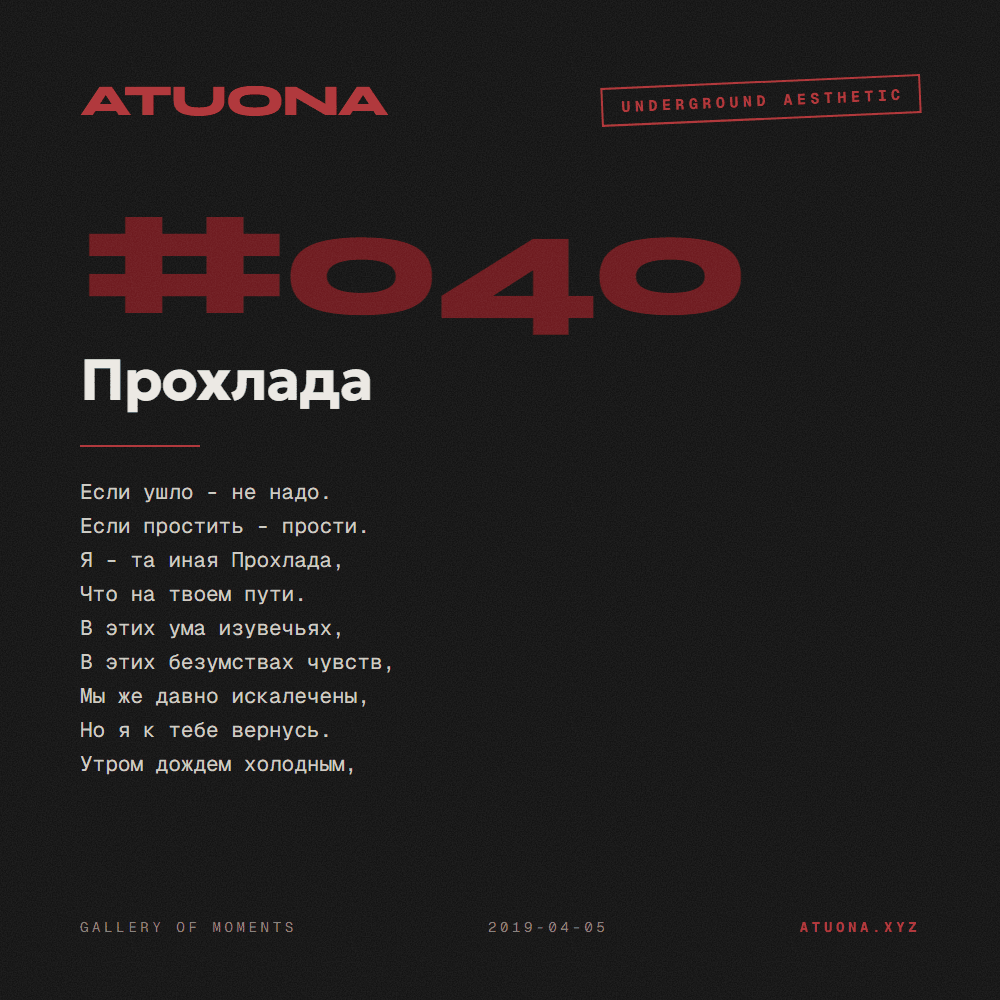 ATUONA
UNDERGROUND AESTHETIC
#040
Прохлада
Если ушло - не надо.
Если простить - прости.
Я - та иная Прохлада,
Что на твоем пути.
В этих ума изувечьях,
В этих безумствах чувств,
Мы же давно искалечены,
Но я к тебе вернусь.
Утром дождем холодным,
GALLERY OF MOMENTS
2019-04-05
ATUONA.XYZ